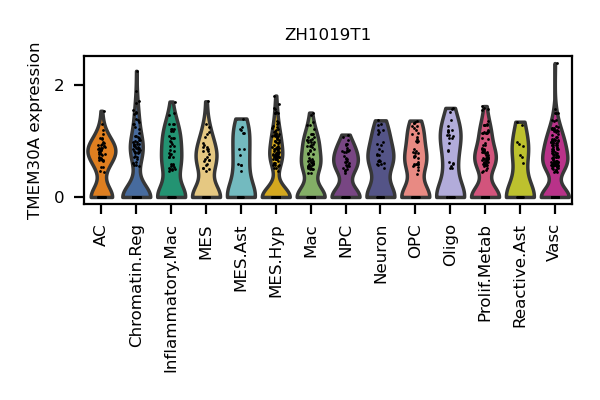 ZH1019T1
TMEM30A expression
2
0
AC
Chromatin.Reg
Inflammatory.Mac
MES
MES.Ast
MES.Hyp
Mac
NPC
Neuron
OPC
Oligo
Prolif.Metab
Reactive.Ast
Vasc